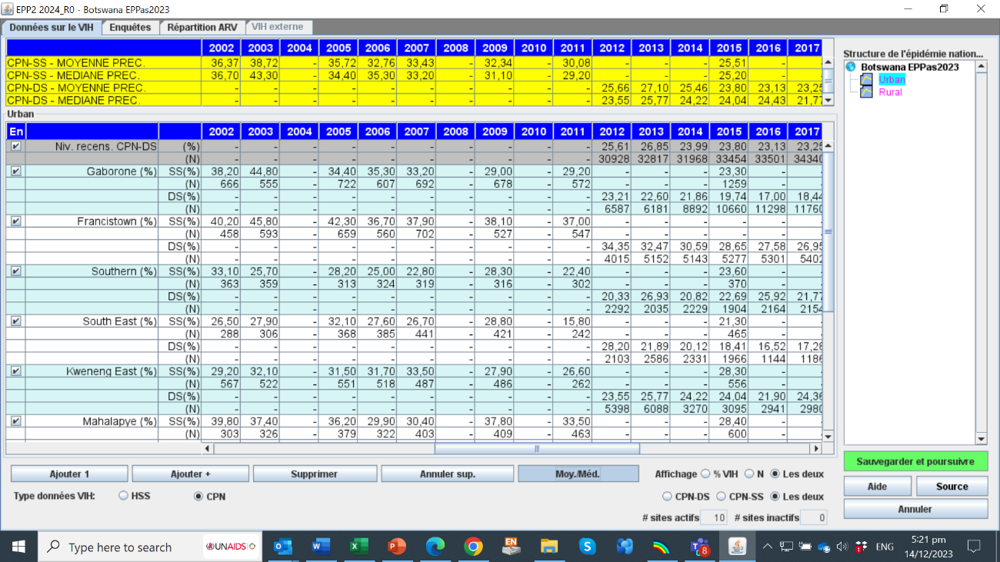 EPP2 2024_R0 - Botswana EPPas2023
Données sur le VIH Enquêtes Répartition ARV VIH externe
2002 2003 2004 2005 2006 2007 2008 2009 2010 2011 2012 2013 2014 2015 2016 2017
CPN-SS - MOYENNE PREC. 36,37 38,72 - 35,72 32,76 33,43 - 32,34 - 30,08 - - - 25,51 - -
CPN-SS - MEDIANE PREC. 36,70 43,30 - 34,40 35,30 33,20 - 31,10 - 29,20 - - - 25,20 - -
CPN-DS - MOYENNE PREC. - - - - - - - - - - 25,66 27,10 25,46 23,80 23,13 23,25
CPN-DS - MEDIANE PREC. - - - - - - - - - - 23,55 25,77 24,22 24,04 24,43 21,77
Urban
En 2002 2003 2004 2005 2006 2007 2008 2009 2010 2011 2012 2013 2014 2015 2016 2017
Niv. recens. CPN-DS (%) - - - - - - - - - - 25,61 26,85 23,99 23,80 23,13 23,25
(N) - - - - - - - - - - 30928 32817 31968 33454 33501 34340
Gaborone (%) SS(%) 38,20 44,80 - 34,40 35,30 33,20 - 29,00 - 29,20 - - - 23,30 - -
(N) 666 555 - 722 607 692 - 678 - 572 - - - 1259 - -
DS(%) - - - - - - - - - - 23,21 22,60 21,86 19,74 17,00 18,44
(N) - - - - - - - - - - 6587 6181 8892 10660 11298 11760
Francistown (%) SS(%) 40,20 45,80 - 42,30 36,70 37,90 - 38,10 - 37,00 - - - - - -
(N) 458 593 - 659 560 702 - 527 - 547 - - - - - -
DS(%) - - - - - - - - - - 34,35 32,47 30,59 28,65 27,58 26,95
(N) - - - - - - - - - - 4015 5152 5143 5277 5301 5402
Southern (%) SS(%) 33,10 25,70 - 28,20 25,00 22,80 - 28,30 - 22,40 - - - 23,60 - -
(N) 363 359 - 313 324 319 - 316 - 302 - - - 370 - -
DS(%) - - - - - - - - - - 20,33 26,93 20,82 22,69 25,92 21,77
(N) - - - - - - - - - - 2292 2035 2229 1904 2164 2154
South East (%) SS(%) 26,50 27,90 - 32,10 27,60 26,70 - 28,80 - 15,80 - - - 21,30 - -
(N) 288 306 - 368 385 441 - 421 - 242 - - - 465 - -
DS(%) - - - - - - - - - - 28,20 21,89 20,12 18,41 16,52 17,28
(N) - - - - - - - - - - 2103 2586 2331 1966 1144 1186
Kweneng East (%) SS(%) 29,20 32,10 - 31,50 31,70 33,50 - 27,90 - 26,60 - - - 28,30 - -
(N) 567 522 - 551 518 487 - 486 - 262 - - - 556 - -
DS(%) - - - - - - - - - - 23,55 25,77 24,22 24,04 21,90 24,36
(N) - - - - - - - - - - 5398 6088 3270 3095 2941 2980
Mahalapye (%) SS(%) 39,80 37,40 - 36,20 29,90 30,40 - 37,80 - 33,50 - - - 28,40 - -
(N) 303 326 - 379 322 403 - 409 - 463 - - - 600 - -
Structure de l'épidémie nation...
Botswana EPPas2023
Urban
Rural
Ajouter 1 Ajouter + Supprimer Annuler sup. Moy./Méd.
Affichage % VIH N Les deux
Type données VIH: HSS CPN
CPN-DS CPN-SS Les deux
# sites actifs 10 # sites inactifs 0
Sauvegarder et poursuivre
Aide Source
Annuler
Type here to search
UNAIDS
EN
8
1
ENG
5:21 pm
14/12/2023